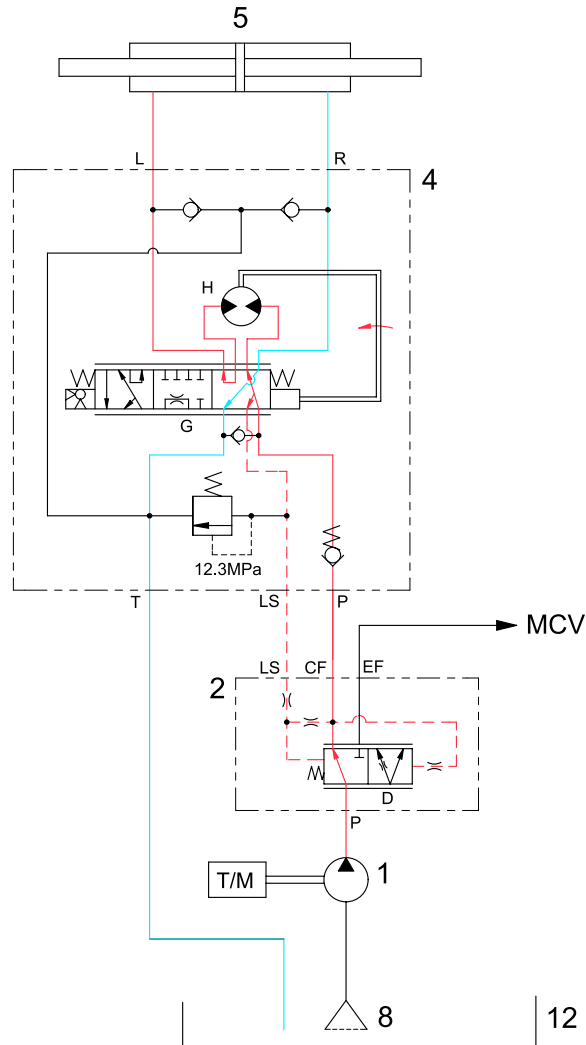 5
L R
4
H
G
12.3MPa
T LS P
MCV
LS CF EF
2
D
P
T/M 1
8 12